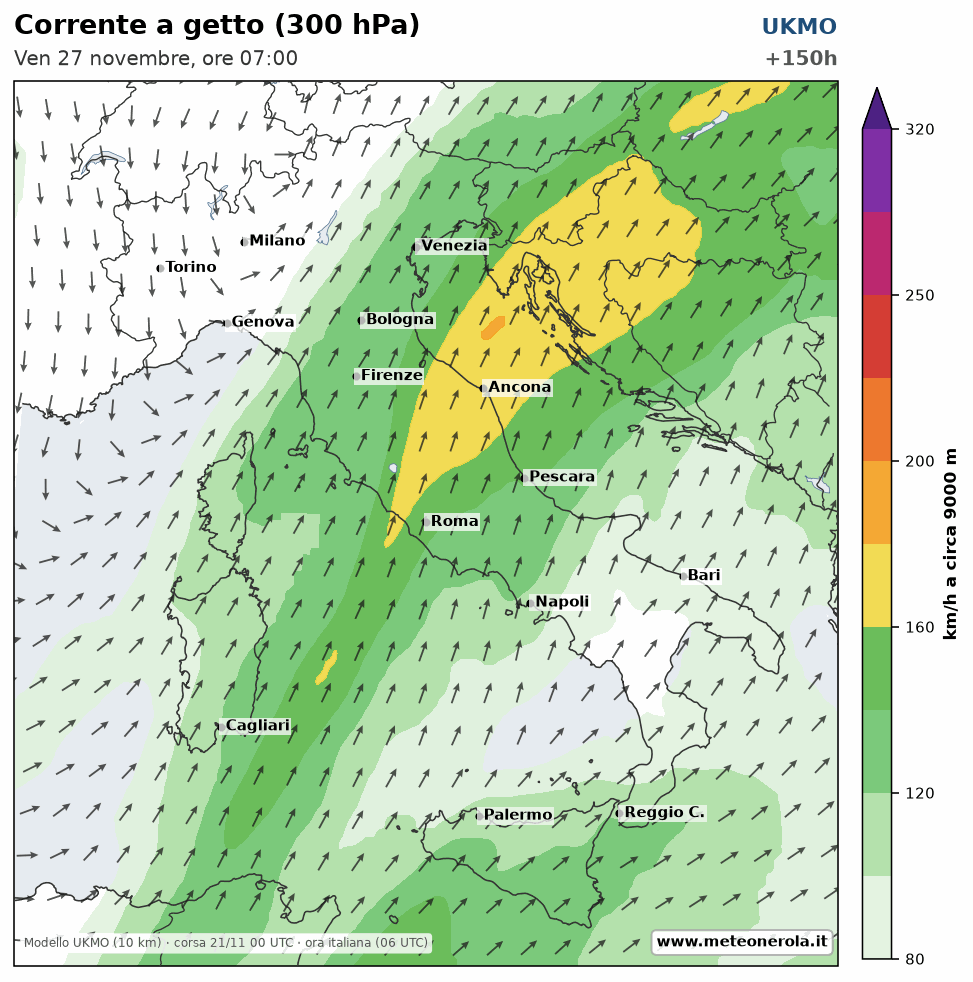 Corrente a getto (300 hPa)
UKMO
Ven 27 novembre, ore 07:00
+150h
Milano
Venezia
Torino
Genova
Bologna
Firenze
Ancona
Pescara
Roma
Bari
Napoli
Cagliari
Palermo
Reggio C.
320
250
200
160
120
80
km/h a circa 9000 m
Modello UKMO (10 km) · corsa 21/11 00 UTC · ora italiana (06 UTC)
www.meteonerola.it